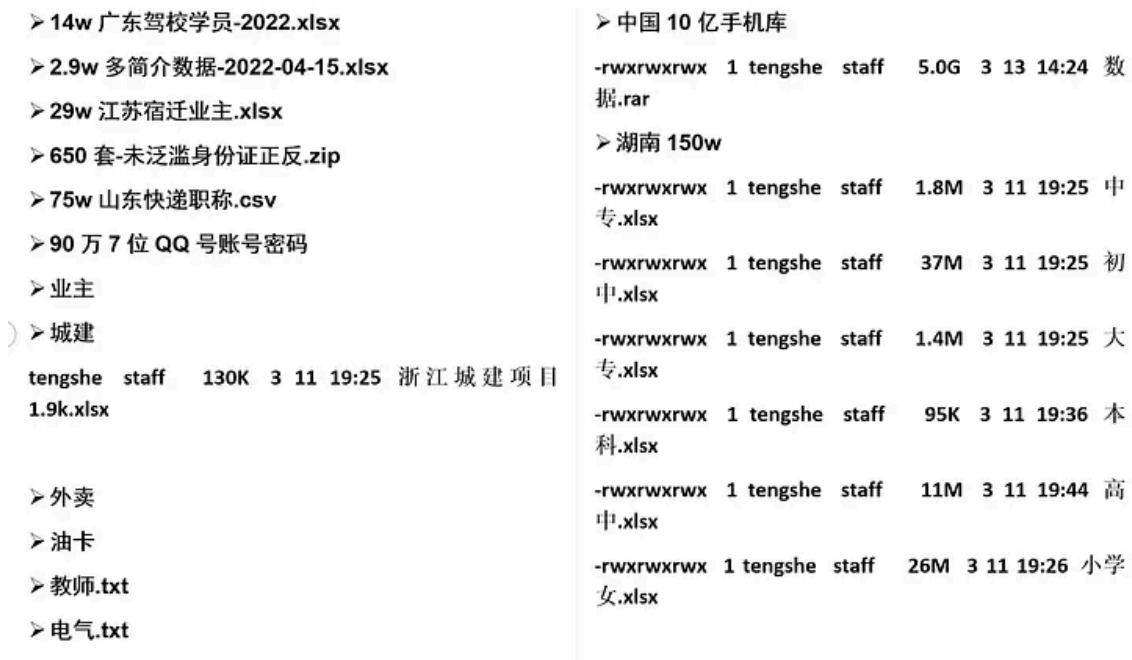 ➢14w 广东驾校学员-2022.xlsx
➢2.9w 多简介数据-2022-04-15.xlsx
➢29w 江苏宿迁业主.xlsx
➢650 套-未泛滥身份证正反.zip
➢75w 山东快递职称.csv
➢90 万 7 位 QQ 号账号密码
➢业主
➢城建
tengshe staff 130K 3 11 19:25 浙江城建项目
1.9k.xlsx
➢外卖
➢油卡
➢教师.txt
➢电气.txt
➢中国 10 亿手机库
-rwxrwxrwx 1 tengshe staff 5.0G 3 13 14:24 数
据.rar
➢湖南 150w
-rwxrwxrwx 1 tengshe staff 1.8M 3 11 19:25 中
专.xlsx
-rwxrwxrwx 1 tengshe staff 37M 3 11 19:25 初
中.xlsx
-rwxrwxrwx 1 tengshe staff 1.4M 3 11 19:25 大
专.xlsx
-rwxrwxrwx 1 tengshe staff 95K 3 11 19:36 本
科.xlsx
-rwxrwxrwx 1 tengshe staff 11M 3 11 19:44 高
中.xlsx
-rwxrwxrwx 1 tengshe staff 26M 3 11 19:26 小学
女.xlsx